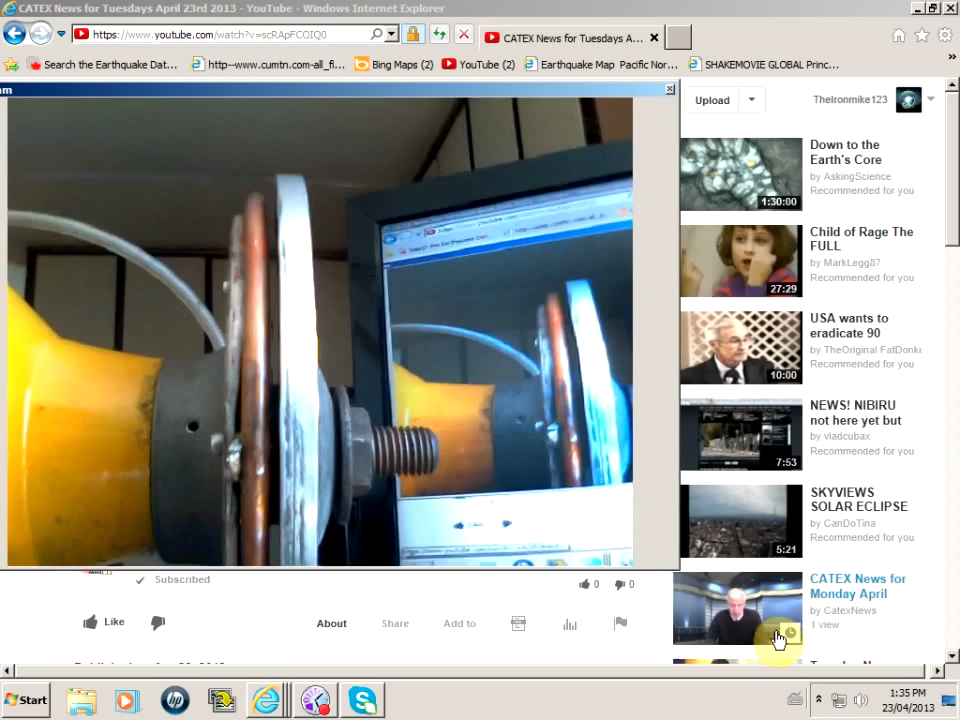 CATEX News for Tuesdays April 23rd 2013 - YouTube - Windows Internet Explorer
https://www.youtube.com/watch?v=scRApFCOIQ0
CATEX News for Tuesdays A...
Search the Earthquake Dat...
http--www.cumtn.com-all_fi...
Bing Maps (2)
YouTube (2)
Earthquake Map Pacific Nor...
SHAKEMOVIE GLOBAL Princ...
am
Upload
TheIronmike123
Down to the
Earth's Core
by AskingScience
Recommended for you
1:30:00
Child of Rage The
FULL
by MarkLegg87
Recommended for you
27:29
USA wants to
eradicate 90
by TheOriginal FatDonk
Recommended for you
10:00
NEWS! NIBIRU
not here yet but
by vladcubax
Recommended for you
7:53
SKYVIEWS
SOLAR ECLIPSE
by CanDoTina
Recommended for you
5:21
CATEX News for
Monday April
by CatexNews
1 view
Subscribed
0
0
Like
About
Share
Add to
Start
1:35 PM
23/04/2013